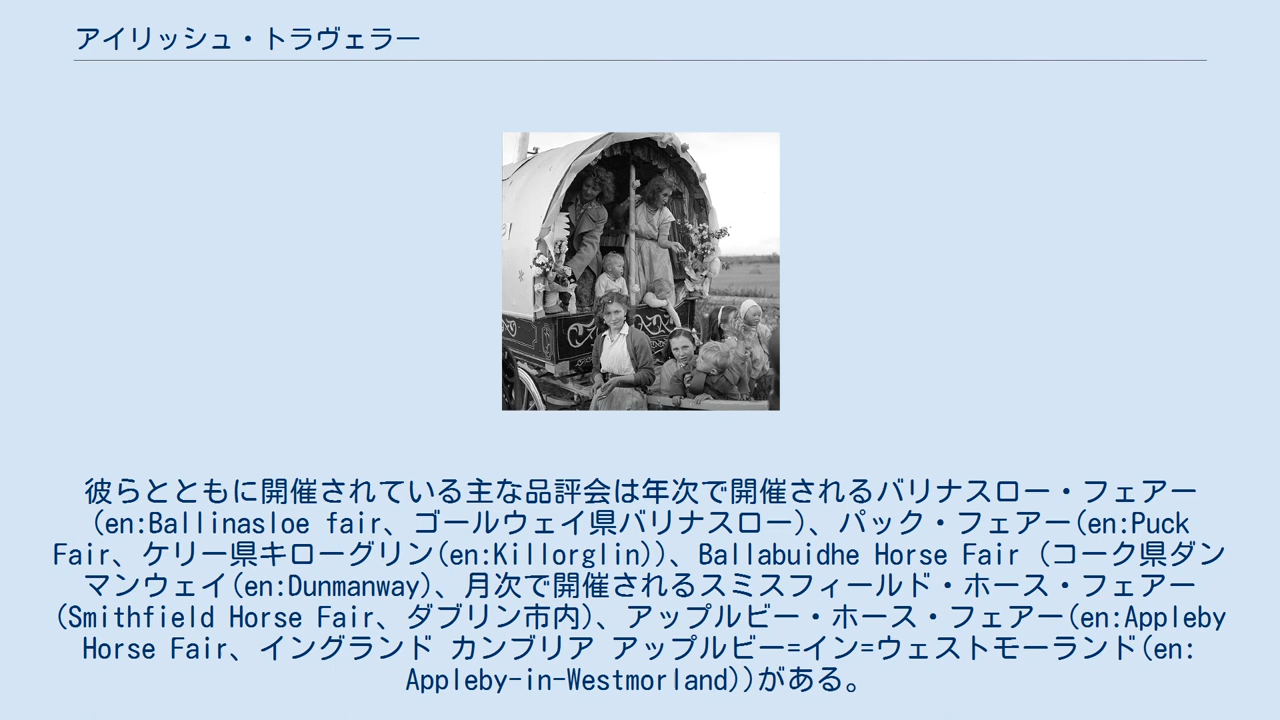 アイリッシュ・トラヴェラー
彼らとともに開催されている主な品評会は年次で開催されるバリナスロー・フェアー
(en:Ballinasloe fair、ゴールウェイ県バリナスロー)、パック・フェアー(en:Puck
Fair、ケリー県キローグリン(en:Killorglin))、Ballabuidhe Horse Fair (コーク県ダン
マンウェイ(en:Dunmanway)、月次で開催されるスミスフィールド・ホース・フェアー
(Smithfield Horse Fair、ダブリン市内)、アップルビー・ホース・フェアー(en:Appleby
Horse Fair、イングランド カンブリア アップルビー=イン=ウェストモーランド(en:
Appleby-in-Westmorland))がある。